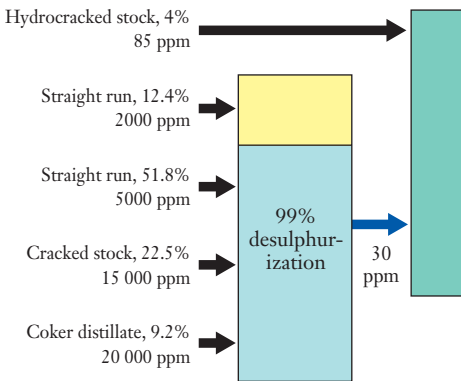 Hydrocracked stock, 4%
85 ppm
Straight run, 12.4%
2000 ppm
Straight run, 51.8%
5000 ppm
Cracked stock, 22.5%
15 000 ppm
Coker distillate, 9.2%
20 000 ppm
99%
desulphur-
ization
30
ppm